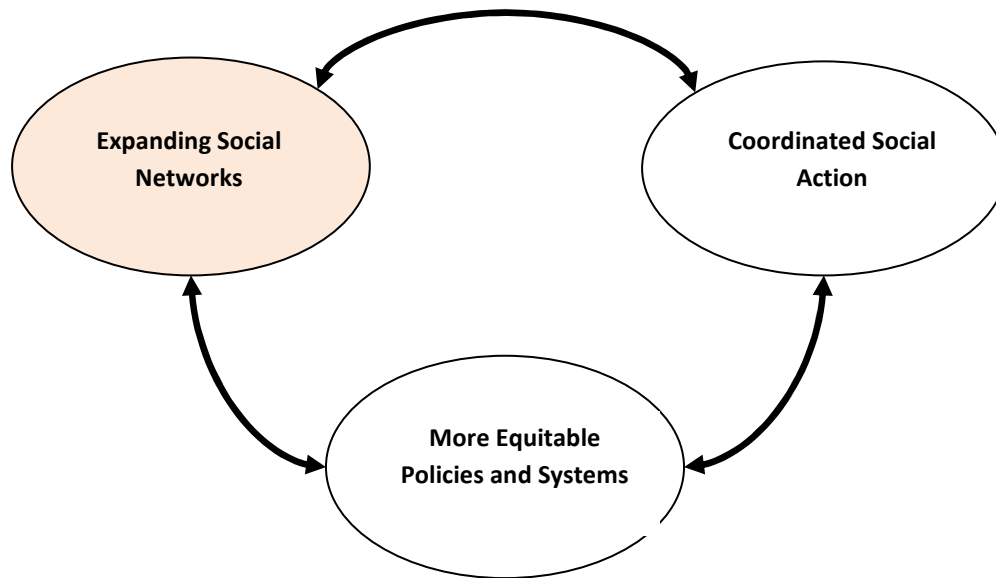 Expanding Social
Networks
Coordinated Social
Action
More Equitable
Policies and Systems